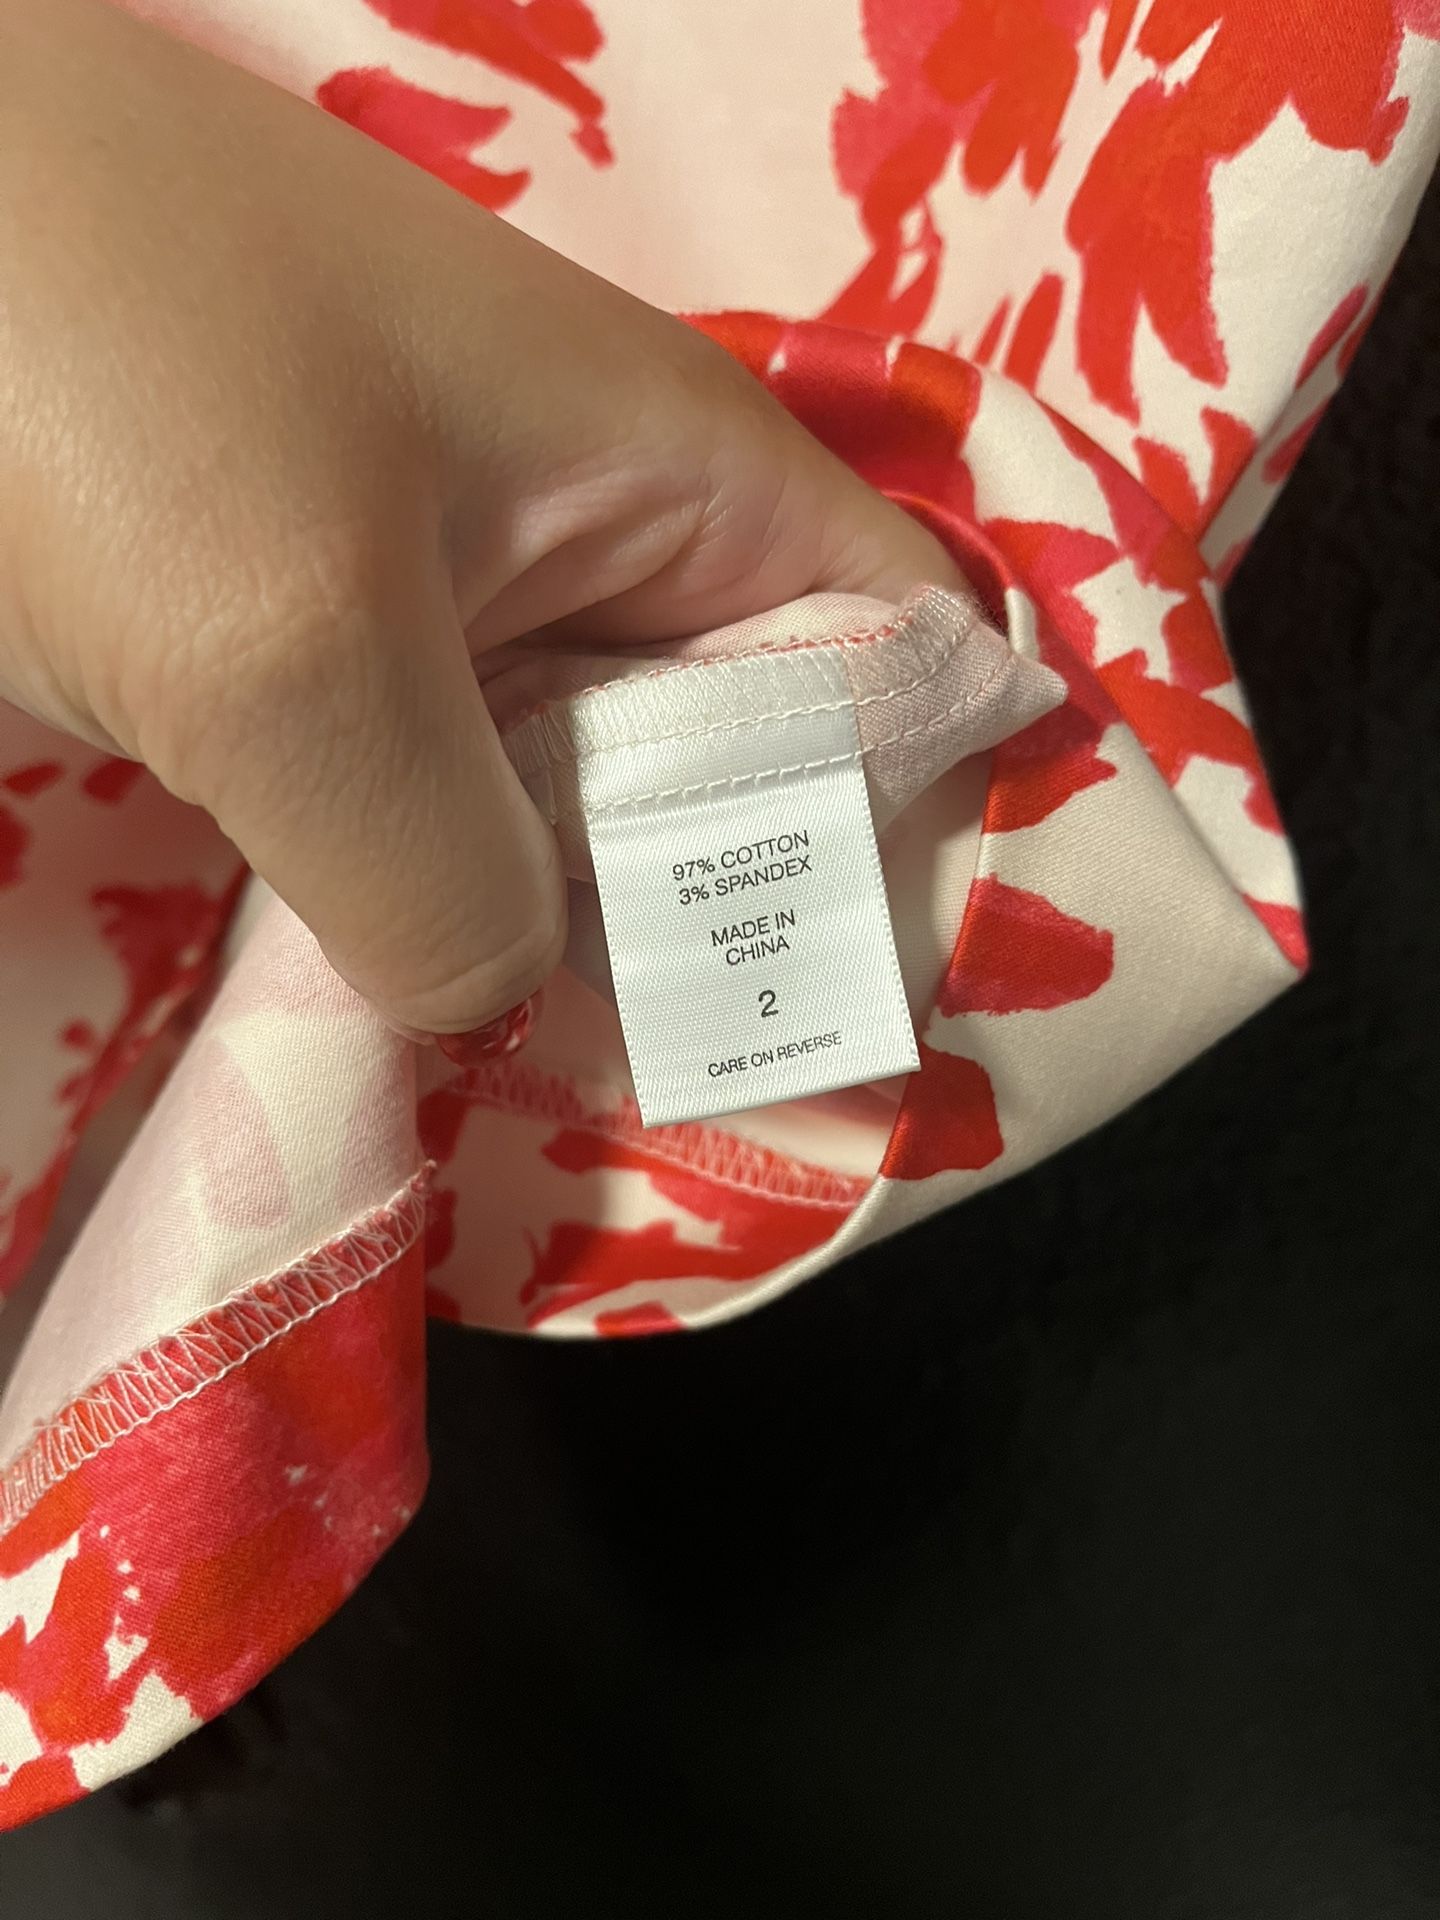 97% COTTON
3% SPANDEX
MADE IN
CHINA
2
CARE ON REVERSE